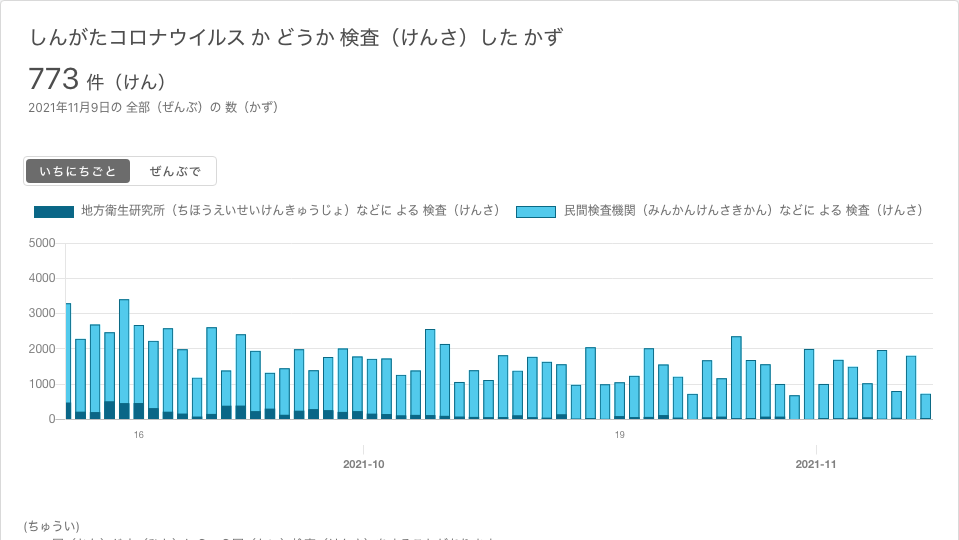 しんがたコロナウイルス か どうか 検査（けんさ）した かず
773 件（けん）
2021年11月9日の 全部（ぜんぶ）の 数（かず）
いちにちごと ぜんぶで
地方衛生研究所（ちほうえいせいけんきゅうじょ）などに よる 検査（けんさ） 民間検査機関（みんかんけんさきかん）などに よる 検査（けんさ）
5000
4000
3000
2000
1000
0
16 19
2021-10 2021-11
(ちゅうい)